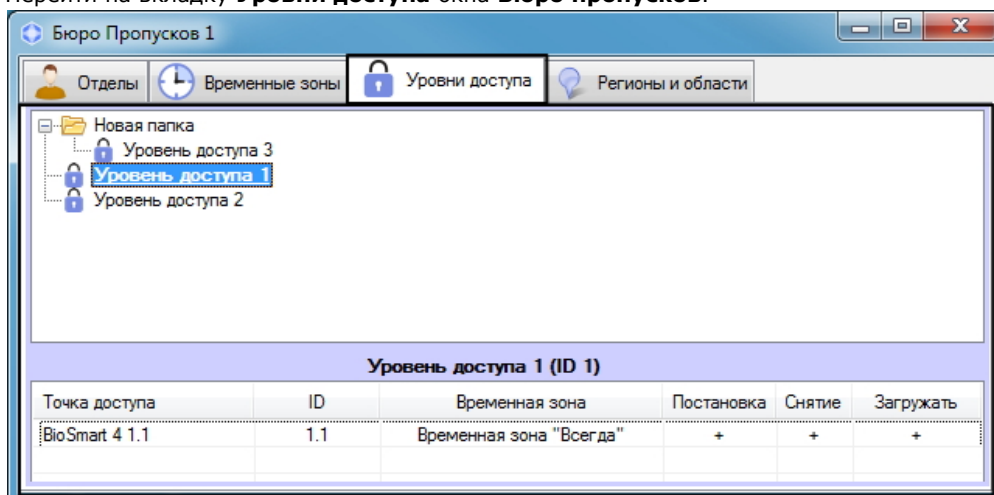 Перейти на вкладку Уровни доступа окна Бюро пропусков.
Бюро Пропусков 1
Отделы Временные зоны Уровни доступа Регионы и области
Новая папка
Уровень доступа 3
Уровень доступа 1
Уровень доступа 2
Уровень доступа 1 (ID 1)
Точка доступа ID Временная зона Постановка Снятие Загружать
BioSmart 4 1.1 1.1 Временная зона "Всегда" + + +